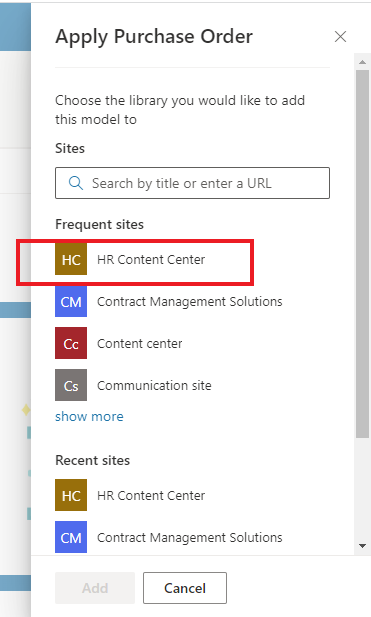 Apply Purchase Order
Choose the library you would like to add
this model to
Sites
Search by title or enter a URL
Frequent sites
HC HR Content Center
CM Contract Management Solutions
Cc Content center
Cs Communication site
show more
Recent sites
HC HR Content Center
CM Contract Management Solutions
Add Cancel